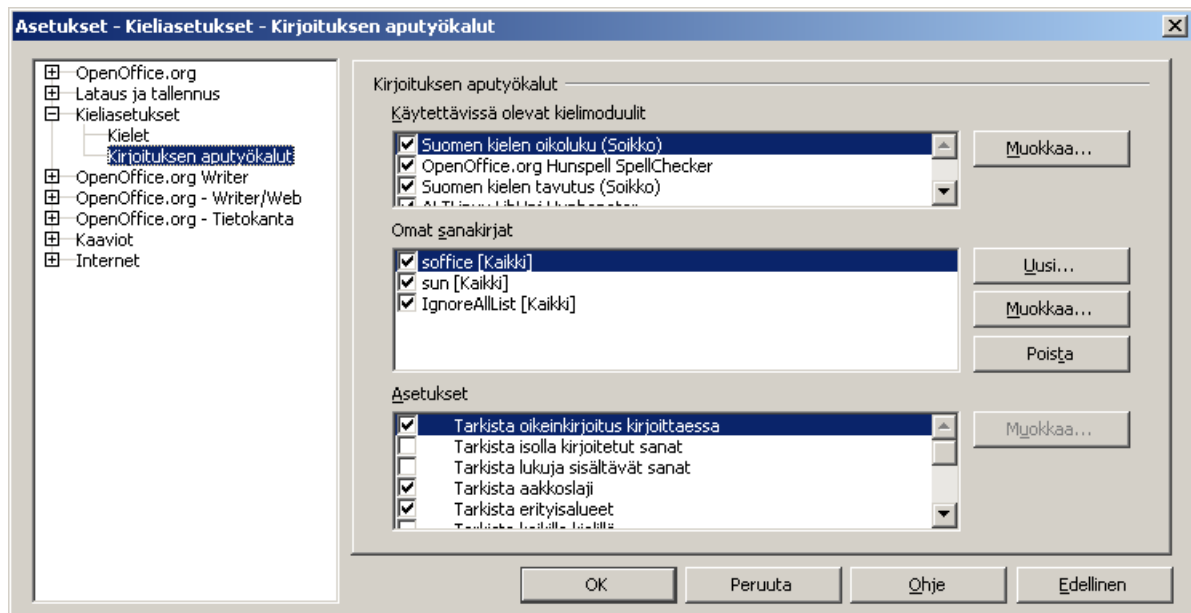 Asetukset - Kieliasetukset - Kirjoituksen aputyökalut
OpenOffice.org
Lataus ja tallennus
Kieliasetukset
Kielet
Kirjoituksen aputyökalut
OpenOffice.org Writer
OpenOffice.org - Writer/Web
OpenOffice.org - Tietokanta
Kaaviot
Internet
Kirjoituksen aputyökalut
Käytettävissä olevat kielimoduulit
Suomen kielen oikoluku (Soikko)
OpenOffice.org Hunspell SpellChecker
Suomen kielen tavutus (Soikko)
Muokkaa...
Omat sanakirjat
soffice [Kaikki]
sun [Kaikki]
IgnoreAllList [Kaikki]
Uusi...
Muokkaa...
Poista
Asetukset
Tarkista oikeinkirjoitus kirjoittaessa
Tarkista isolla kirjoitetut sanat
Tarkista lukuja sisältävät sanat
Tarkista aakkoslaji
Tarkista erityisalueet
Tarkista kaikilla kielillä
Muokkaa...
OK
Peruuta
Ohje
Edellinen